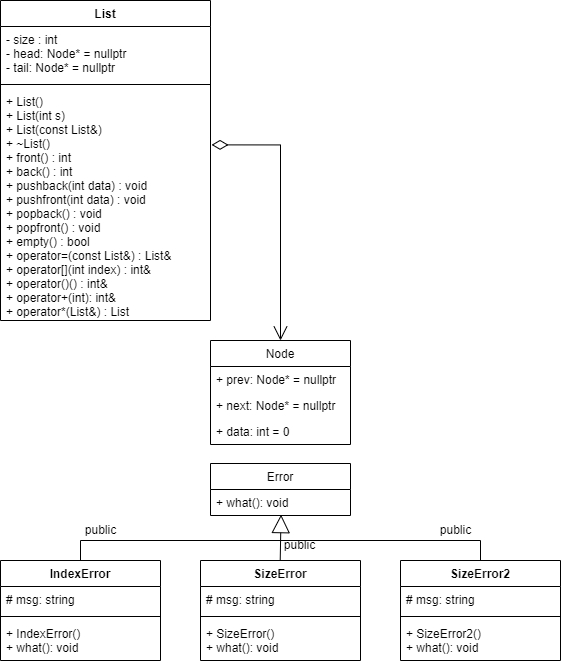 List
- size : int
- head: Node* = nullptr
- tail: Node* = nullptr
+ List()
+ List(int s)
+ List(const List&)
+ ~List()
+ front() : int
+ back() : int
+ pushback(int data) : void
+ pushfront(int data) : void
+ popback() : void
+ popfront() : void
+ empty() : bool
+ operator=(const List&) : List&
+ operator[](int index) : int&
+ operator()() : int&
+ operator+(int): int&
+ operator*(List&) : List
Node
+ prev: Node* = nullptr
+ next: Node* = nullptr
+ data: int = 0
Error
+ what(): void
public
public
public
IndexError
# msg: string
+ IndexError()
+ what(): void
SizeError
# msg: string
+ SizeError()
+ what(): void
SizeError2
# msg: string
+ SizeError2()
+ what(): void